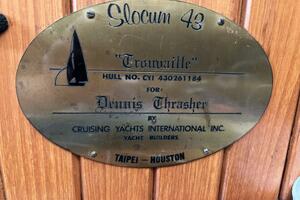 Slocum 43
"Trouvaille"
HULL NO. CYI 430261184
FOR
Dennis Thrasher
BY
CRUISING YACHTS INTERNATIONAL INC.
YACHT BUILDERS
TAIPEI - HOUSTON